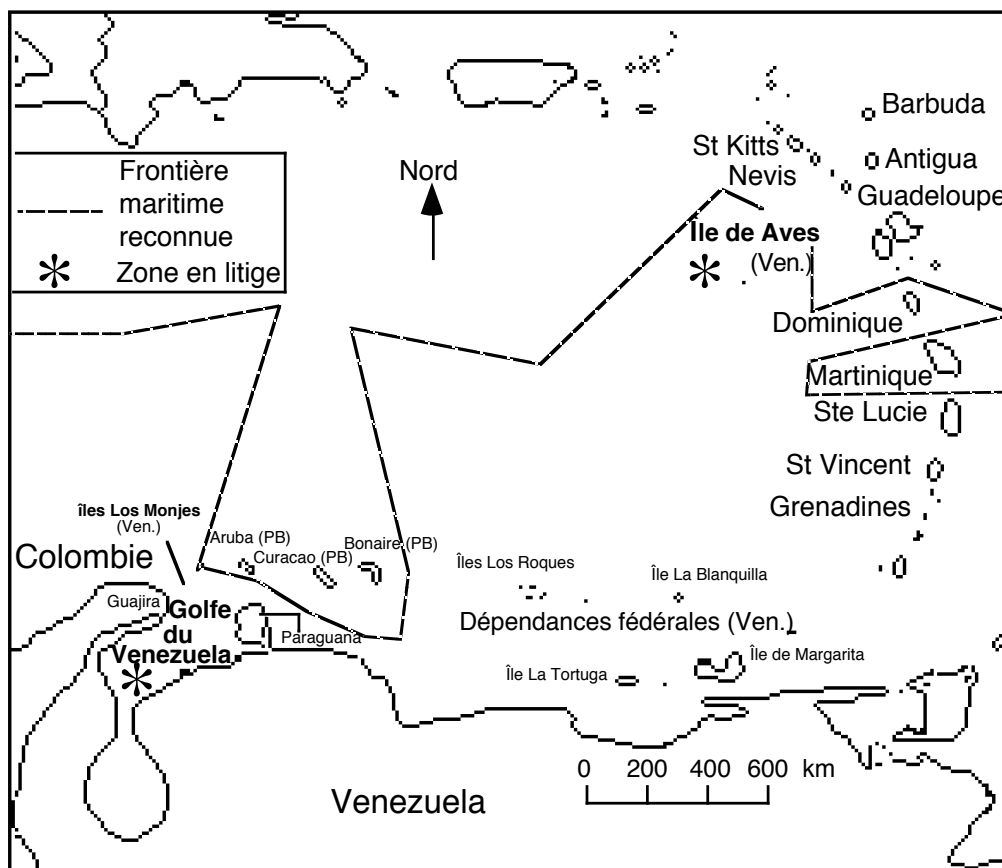 Barbuda
St Kitts
Nevis
Antigua
Guadeloupe
Frontière
maritime
reconnue
Zone en litige
Nord
Île de Aves
(Ven.)
Dominique
Martinique
Ste Lucie
St Vincent
Grenadines
îles Los Monjes
(Ven.)
Colombie
Aruba (PB)
Curacao (PB)
Bonaire (PB)
Îles Los Roques
Île La Blanquilla
Guajira
Golfe
du
Venezuela
Paraguana
Dépendances fédérales (Ven.)
Île La Tortuga
Île de Margarita
0 200 400 600 km
Venezuela